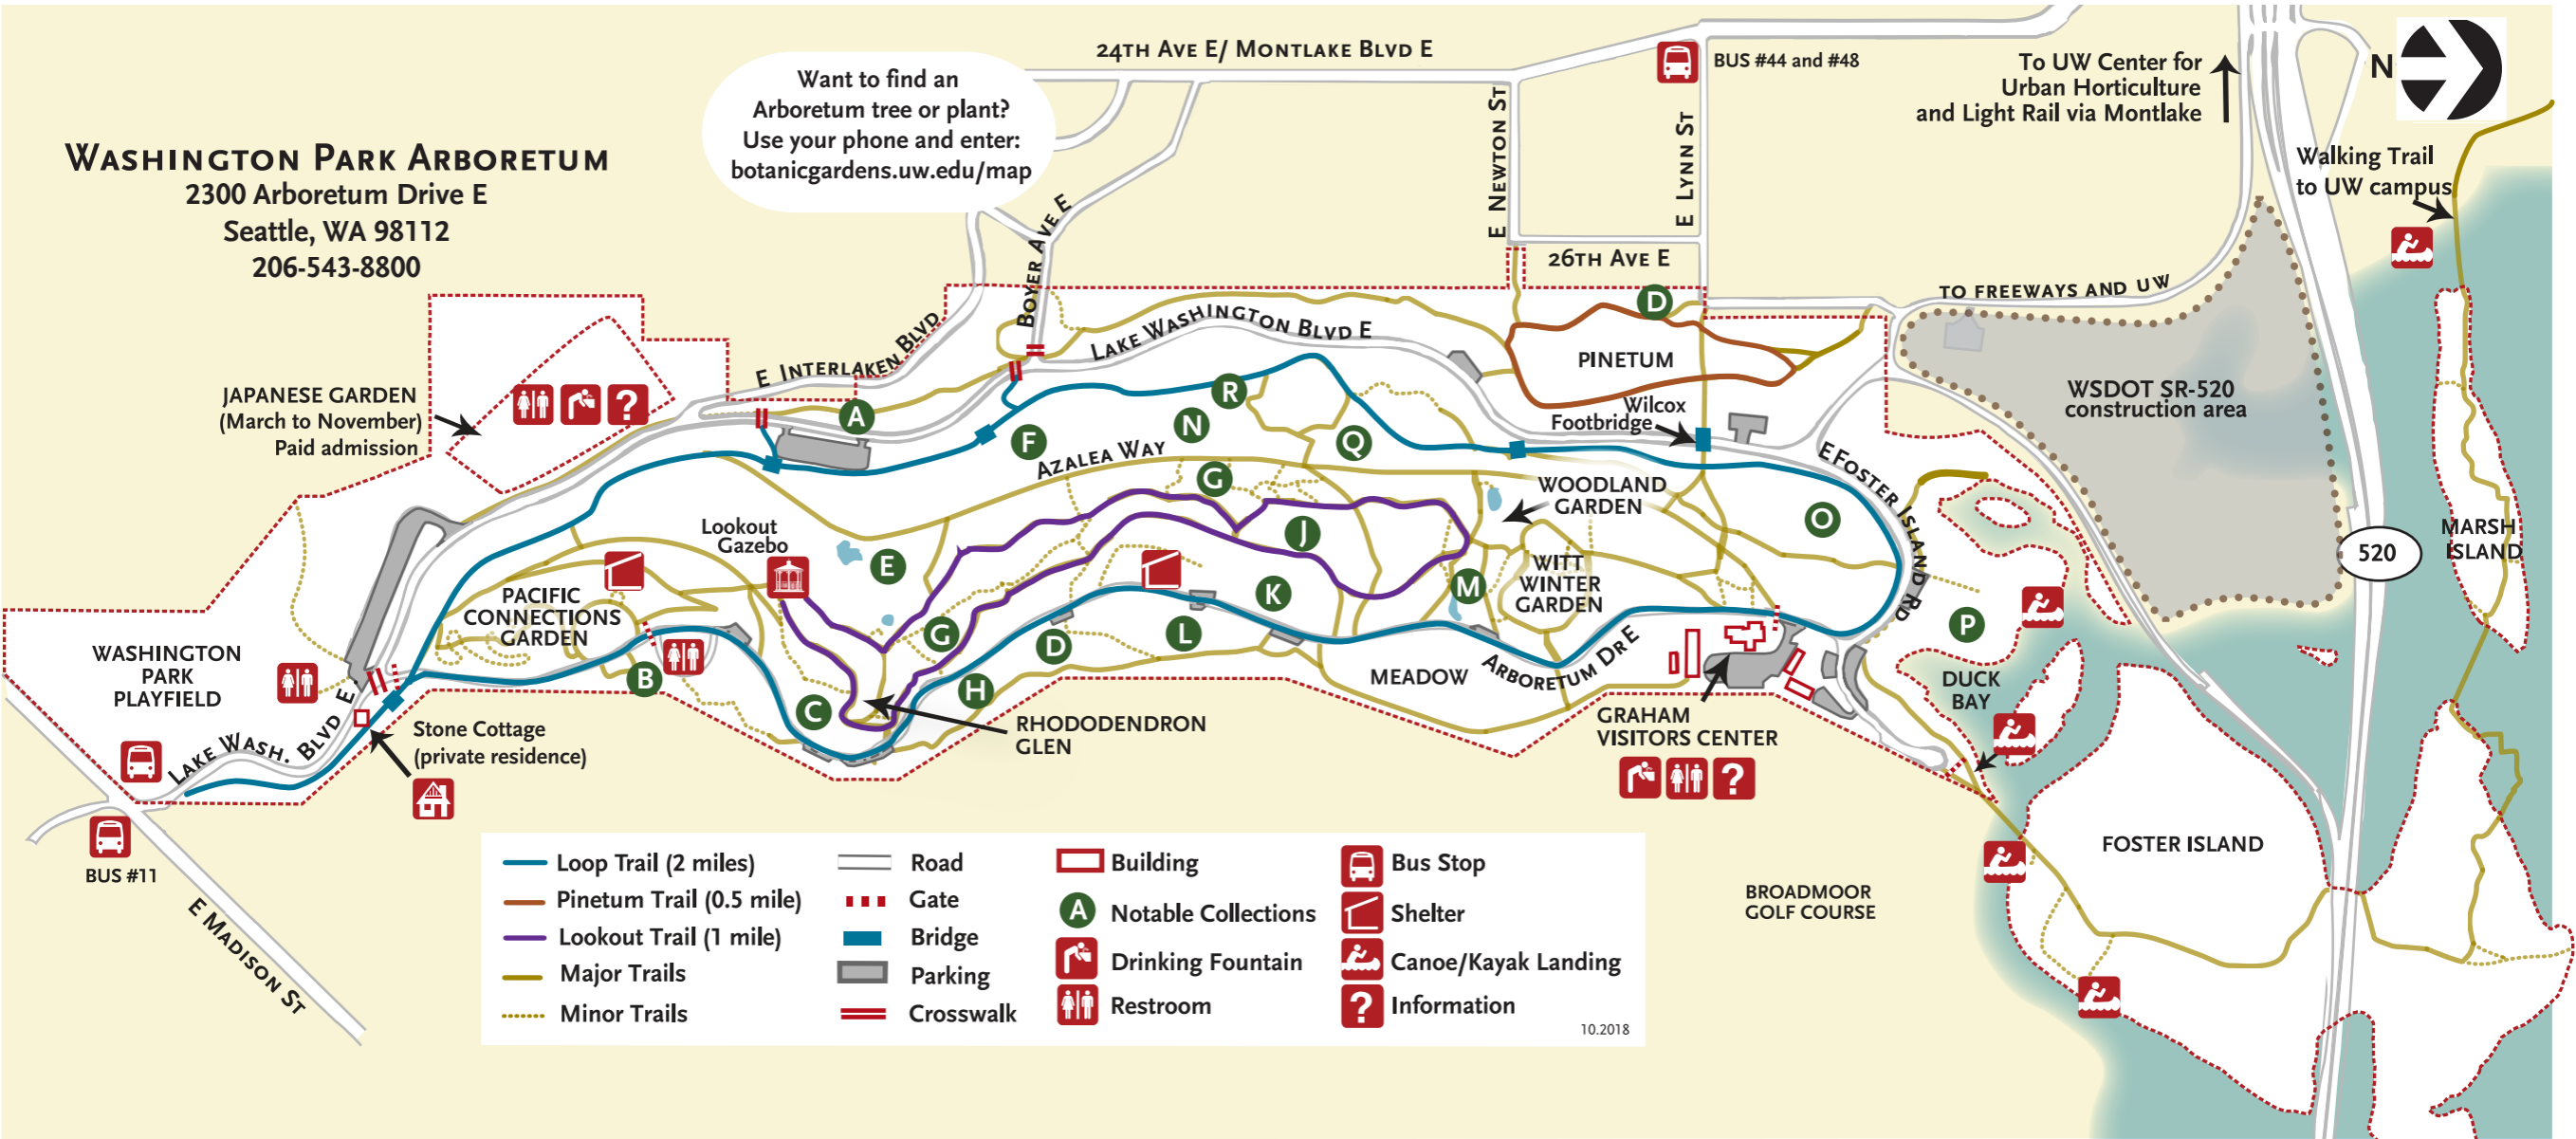 WASHINGTON PARK ARBORETUM
2300 Arboretum Drive E
Seattle, WA 98112
206-543-8800
Want to find an
Arboretum tree or plant?
Use your phone and enter:
botanicgardens.uw.edu/map
24TH AVE E/ MONTLAKE BLVD E
BUS #44 and #48
To UW Center for
Urban Horticulture
and Light Rail via Montlake
N
Walking Trail
to UW campus
E NEWTON ST
E LYNN ST
26TH AVE E
BOYER AVE E
E INTERLAKEN BLVD
LAKE WASHINGTON BLVD E
TO FREEWAYS AND UW
D
PINETUM
JAPANESE GARDEN
(March to November)
Paid admission
?
A
R
N
F
Q
Wilcox
Footbridge
WSDOT SR-520
construction area
AZALEA WAY
G
WOODLAND
GARDEN
E FOSTER ISLAND RD
O
520
MARSH
ISLAND
Lookout
Gazebo
E
J
WITT
WINTER
GARDEN
M
K
PACIFIC
CONNECTIONS
GARDEN
G
D
L
P
WASHINGTON
PARK
PLAYFIELD
B
C
H
MEADOW
ARBORETUM DR E
DUCK
BAY
LAKE WASH. BLVD E
Stone Cottage
(private residence)
RHODODENDRON
GLEN
GRAHAM
VISITORS CENTER
?
BUS #11
E MADISON ST
FOSTER ISLAND
BROADMOOR
GOLF COURSE
Loop Trail (2 miles)
Pinetum Trail (0.5 mile)
Lookout Trail (1 mile)
Major Trails
Minor Trails
Road
Gate
Bridge
Parking
Crosswalk
Building
A Notable Collections
Drinking Fountain
Restroom
Bus Stop
Shelter
Canoe/Kayak Landing
? Information
10.2018